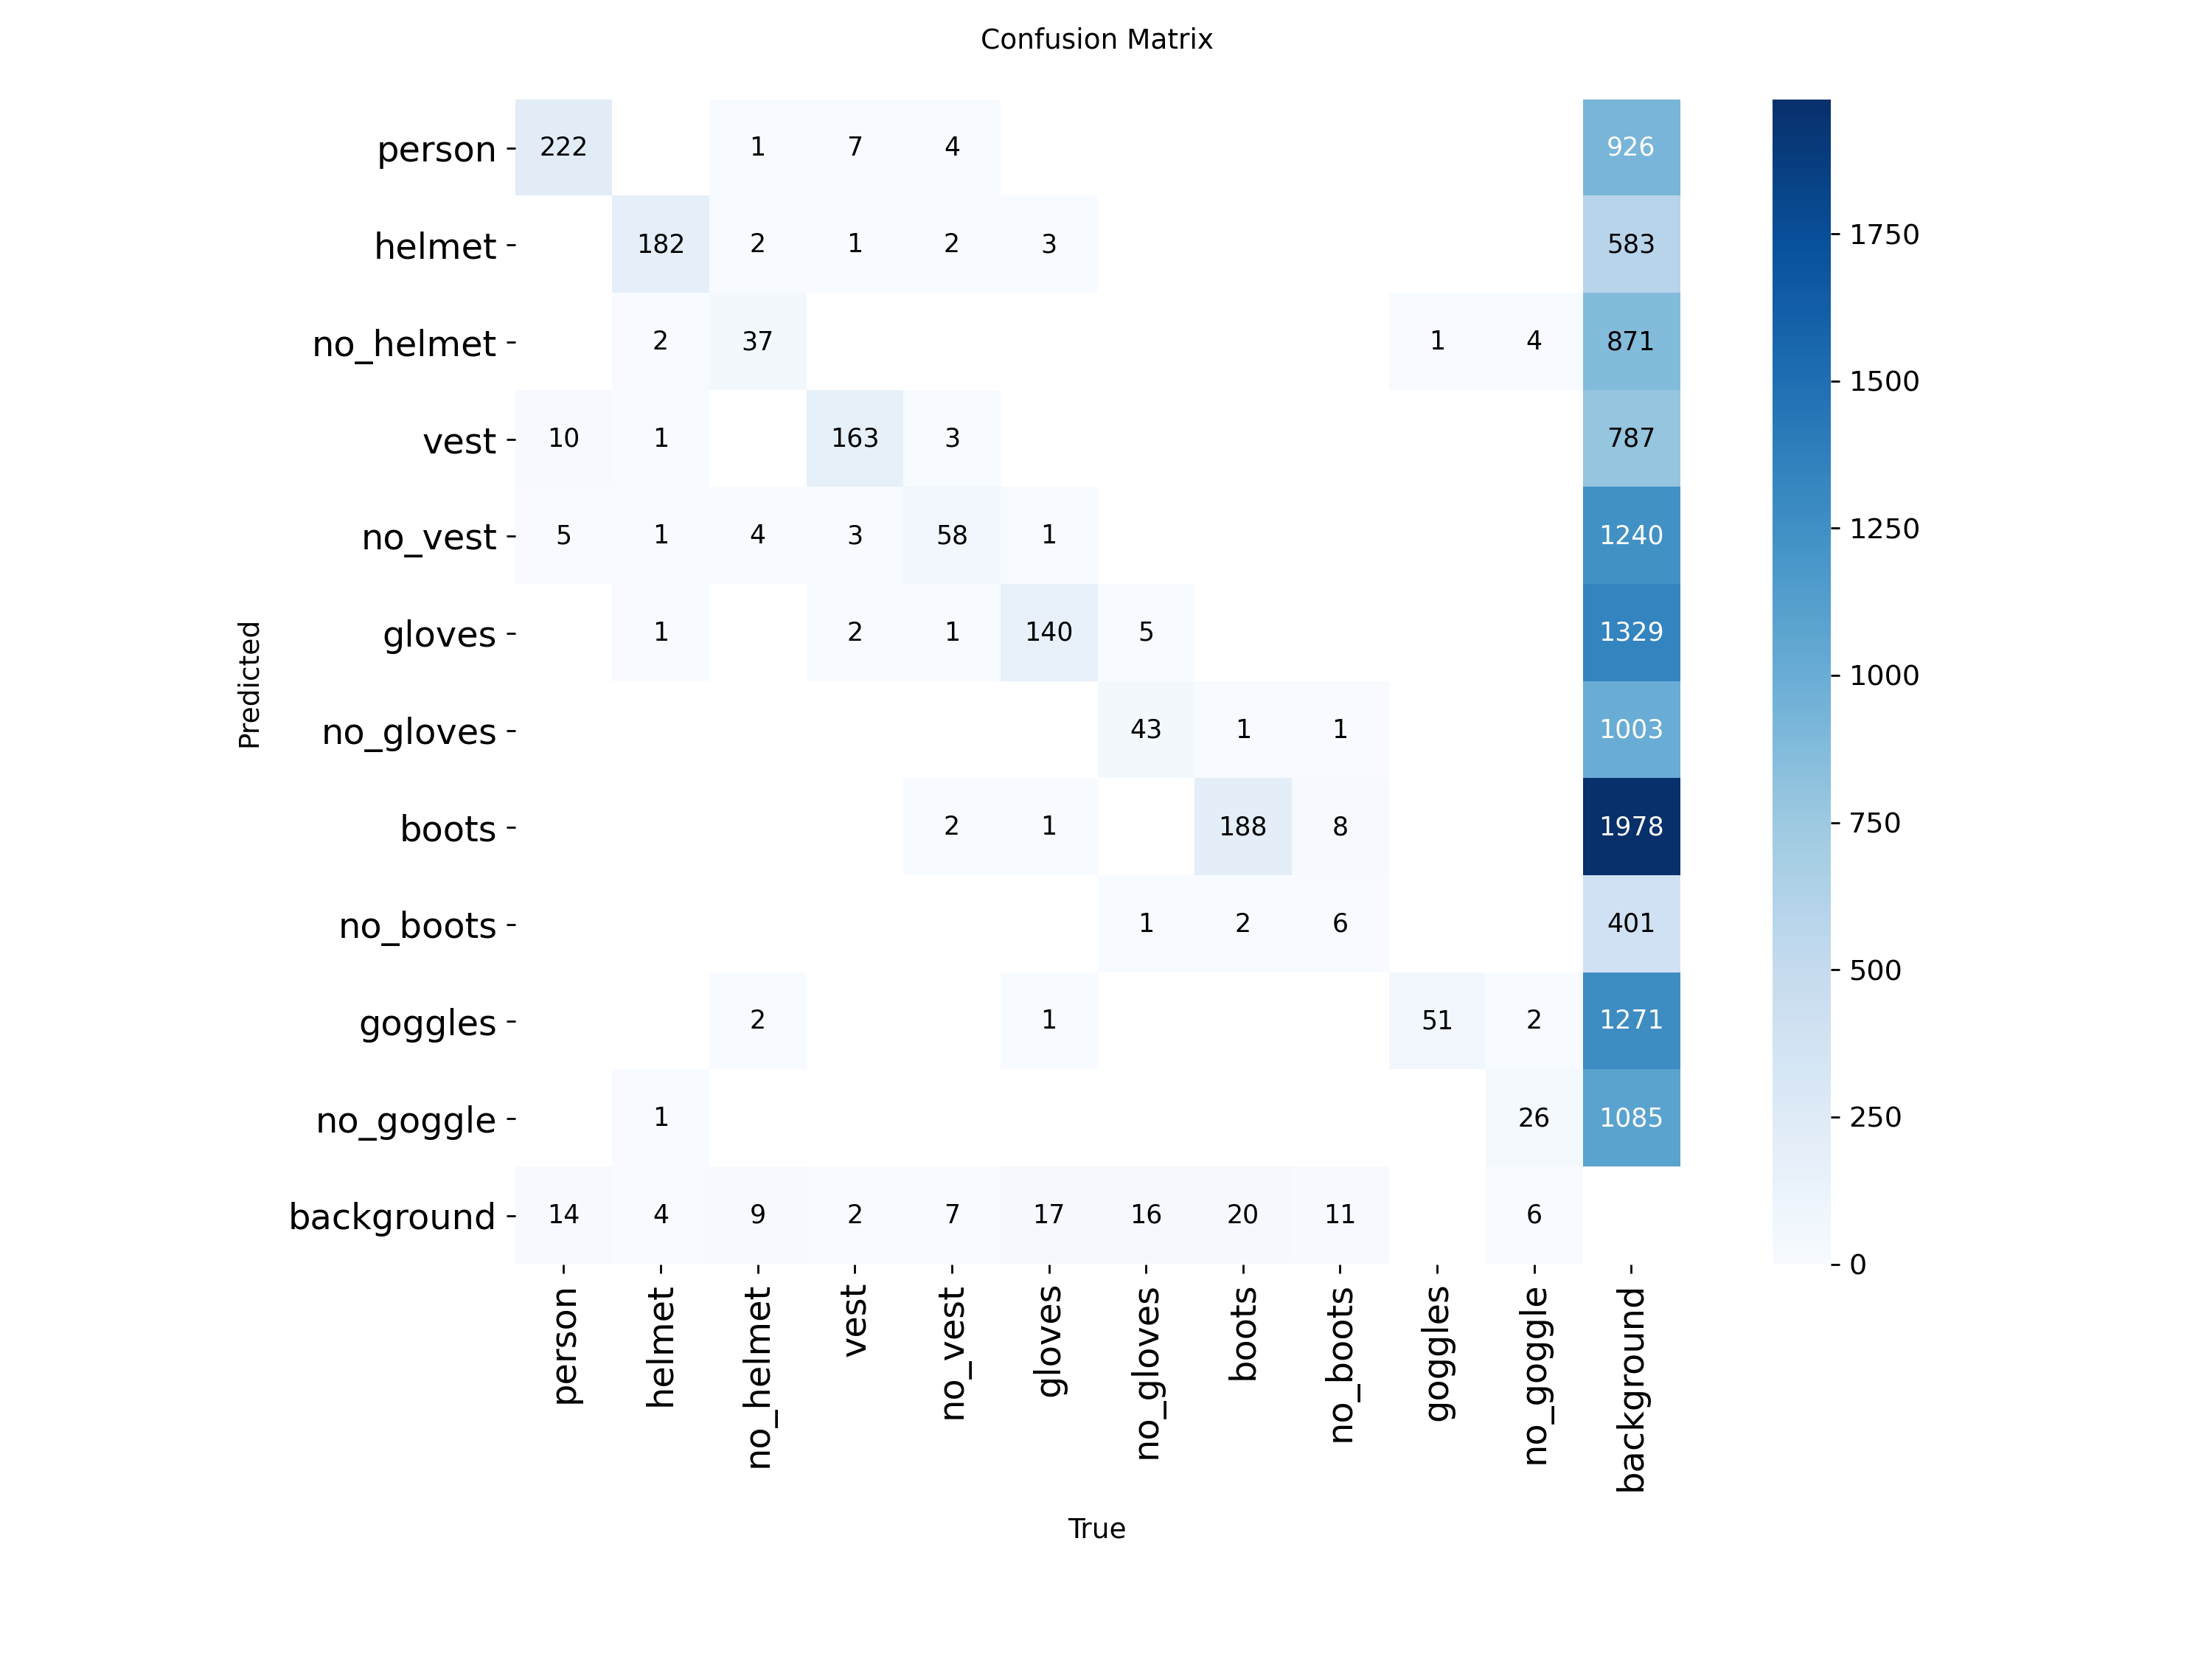 Confusion Matrix
person 222 1 7 4 926
helmet 182 2 1 2 3 583
no_helmet 2 37 1 4 871
vest 10 1 163 3 787
no_vest 5 1 4 3 58 1 1240
gloves 1 2 1 140 5 1329
no_gloves 43 1 1 1003
boots 2 1 188 8 1978
no_boots 1 2 6 401
goggles 2 1 51 2 1271
no_goggle 1 26 1085
background 14 4 9 2 7 17 16 20 11 6
Predicted
person helmet no_helmet vest no_vest gloves no_gloves boots no_boots goggles no_goggle background
True
1750
1500
1250
1000
750
500
250
0